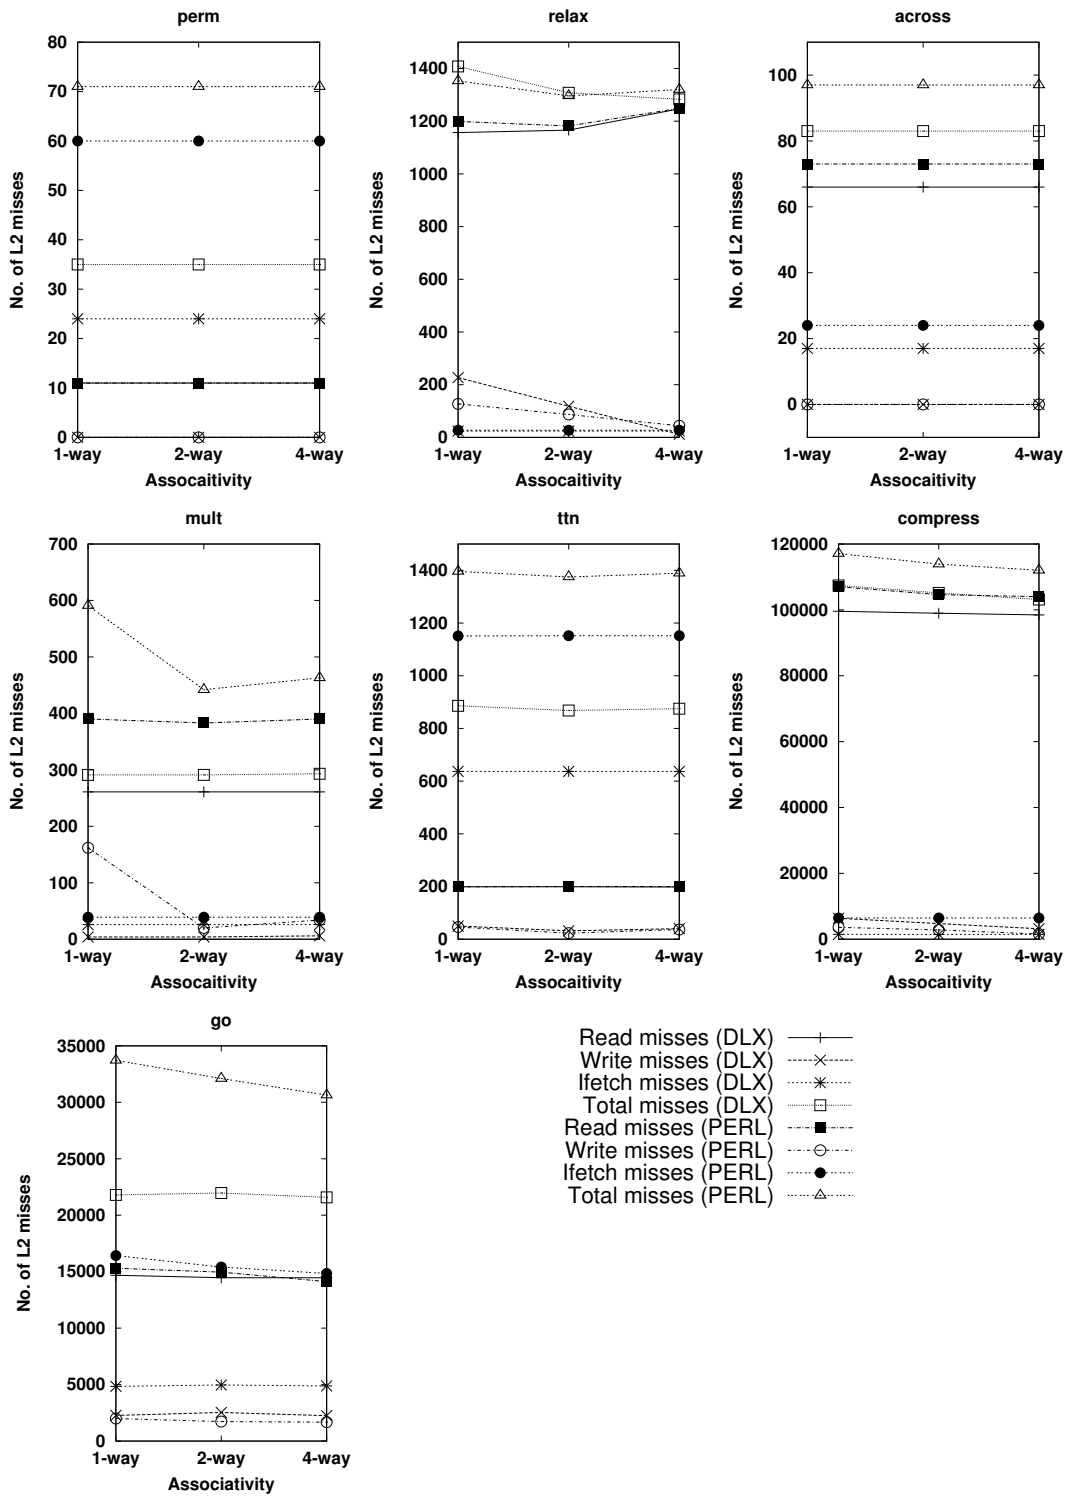 perm
80
70
60
50
40
30
20
10
0
No. of L2 misses
1-way 2-way 4-way
Assocaitivity
relax
1400
1200
1000
800
600
400
200
0
No. of L2 misses
1-way 2-way 4-way
Assocaitivity
across
100
80
60
40
20
0
No. of L2 misses
1-way 2-way 4-way
Assocaitivity
mult
700
600
500
400
300
200
100
0
No. of L2 misses
1-way 2-way 4-way
Assocaitivity
ttn
1400
1200
1000
800
600
400
200
0
No. of L2 misses
1-way 2-way 4-way
Assocaitivity
compress
120000
100000
80000
60000
40000
20000
0
No. of L2 misses
1-way 2-way 4-way
Assocaitivity
go
35000
30000
25000
20000
15000
10000
5000
0
No. of L2 misses
1-way 2-way 4-way
Associaitivity
Read misses (DLX)
Write misses (DLX)
Ifetch misses (DLX)
Total misses (DLX)
Read misses (PERL)
Write misses (PERL)
Ifetch misses (PERL)
Total misses (PERL)